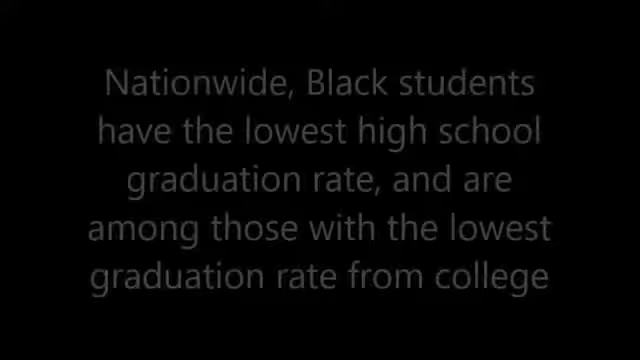 Nationwide, Black students
have the lowest high school
graduation rate, and are
among those with the lowest
graduation rate from college